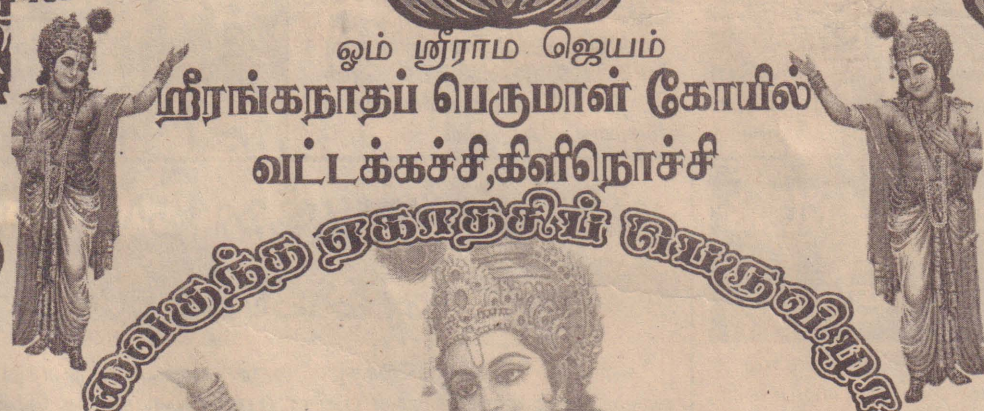 ஓம் ஸ்ரீராம ஜெயம்
ஸ்ரீரங்கநாதப் பெருமாள் கோயில்
வட்டக்கச்சி,கிளிநொச்சி
வைகுந்த ஏகாதசிப் பெருவிழா